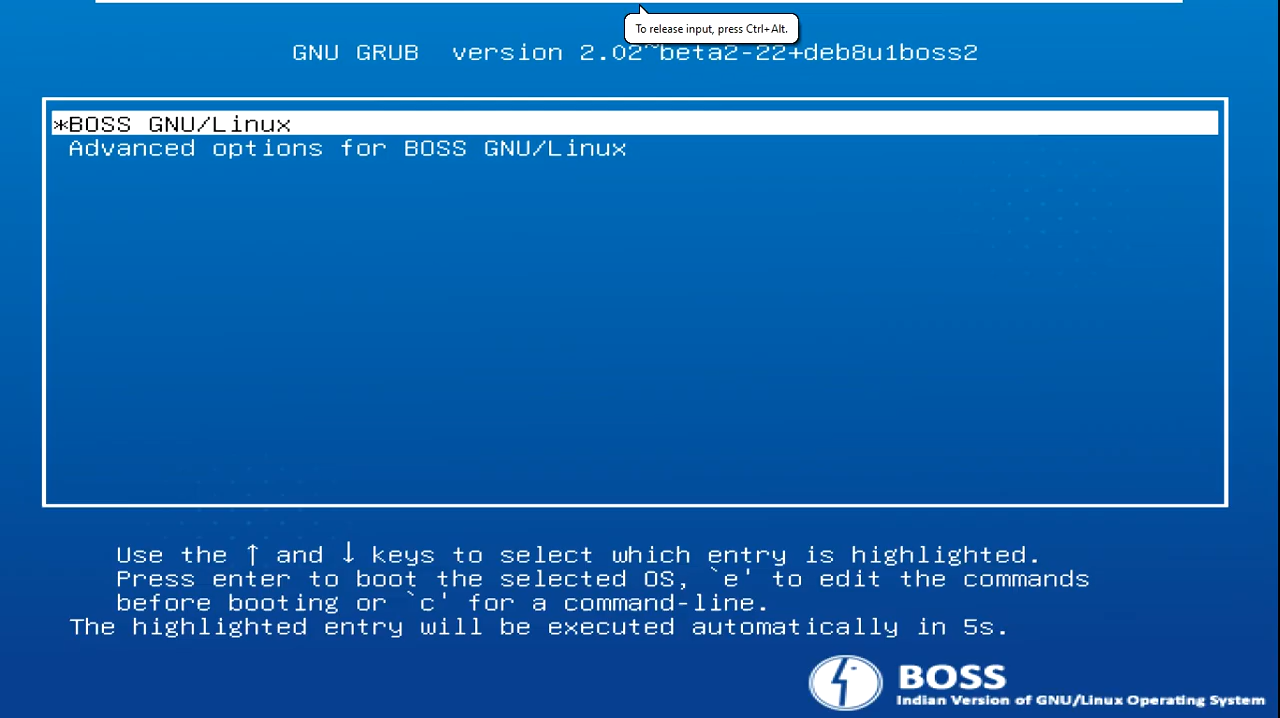 To release input, press Ctrl+Alt.
GNU GRUB version 2.02~beta2-22+deb8u1boss2
*BOSS GNU/Linux
Advanced options for BOSS GNU/Linux
Use the ↑ and ↓ keys to select which entry is highlighted.
Press enter to boot the selected OS, `e' to edit the commands
before booting or `c' for a command-line.
The highlighted entry will be executed automatically in 5s.
BOSS
Indian Version of GNU/Linux Operating System